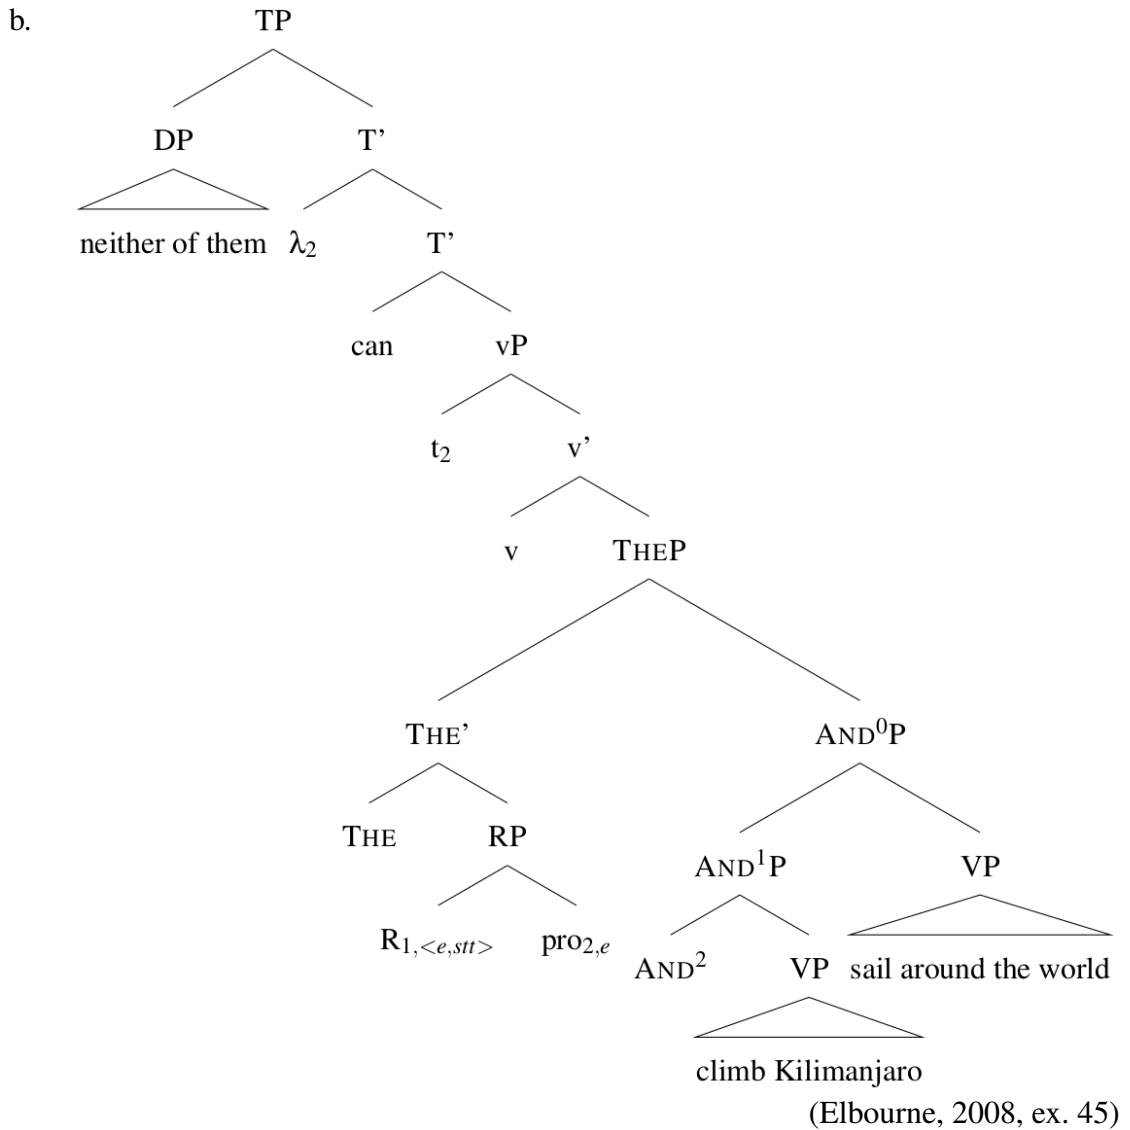 b. TP
DP T’
neither of them λ₂ T’
can vP
t₂ v’
v THEP
THE’ AND⁰P
THE RP AND¹P VP
R₁,<e,stt> pro₂,e AND² VP sail around the world
climb Kilimanjaro
(Elbourne, 2008, ex. 45)